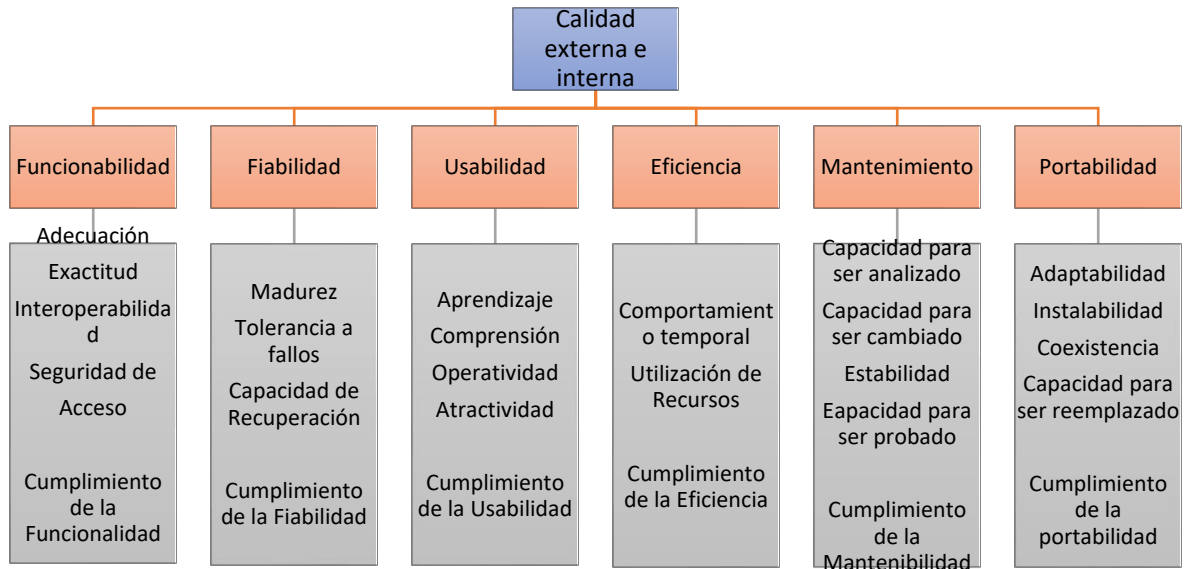 Calidad
externa e
interna
Funcionabilidad
Fiabilidad
Usabilidad
Eficiencia
Mantenimiento
Portabilidad
Adecuación
Exactitud
Interoperabilida
d
Seguridad de
Acceso
Cumplimiento
de la
Funcionalidad
Madurez
Tolerancia a
fallos
Capacidad de
Recuperación
Cumplimiento
de la Fiabilidad
Aprendizaje
Comprensión
Operatividad
Atractividad
Cumplimiento
de la Usabilidad
Comportamient
o temporal
Utilización de
Recursos
Cumplimiento
de la Eficiencia
Capacidad para
ser analizado
Capacidad para
ser cambiado
Estabilidad
Eapacidad para
ser probado
Cumplimiento
de la
Mantenibilidad
Adaptabilidad
Instalabilidad
Coexistencia
Capacidad para
ser reemplazado
Cumplimiento
de la
portabilidad